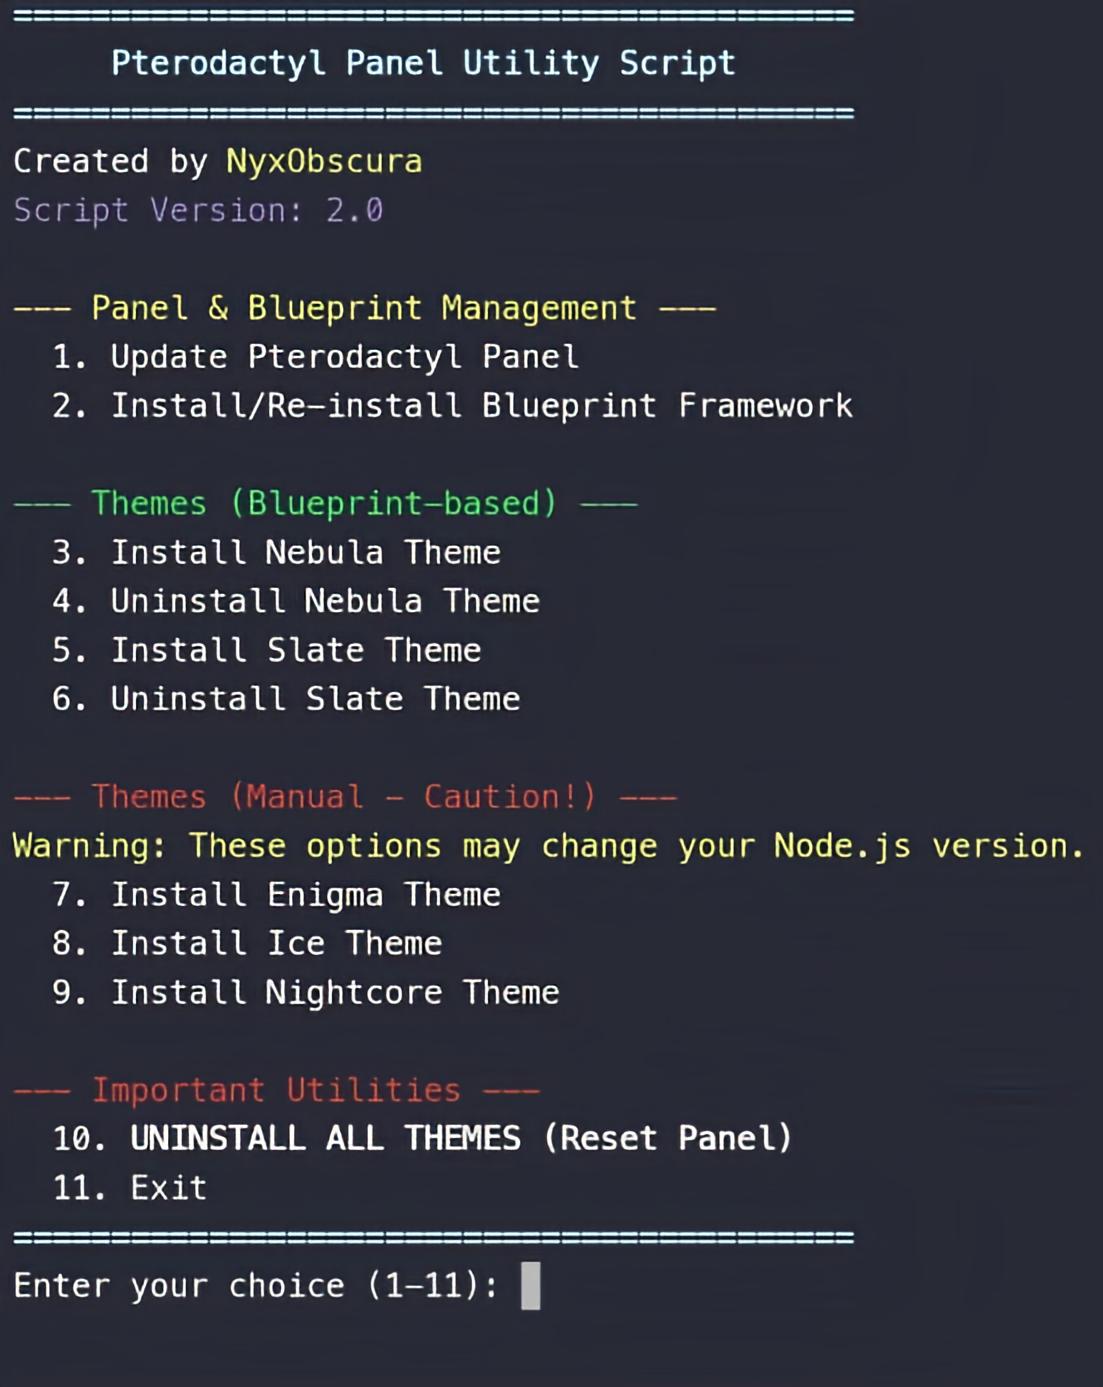 ===========================================
Pterodactyl Panel Utility Script
===========================================
Created by NyxObscura
Script Version: 2.0
--- Panel & Blueprint Management ---
1. Update Pterodactyl Panel
2. Install/Re-install Blueprint Framework
--- Themes (Blueprint-based) ---
3. Install Nebula Theme
4. Uninstall Nebula Theme
5. Install Slate Theme
6. Uninstall Slate Theme
--- Themes (Manual - Caution!) ---
Warning: These options may change your Node.js version.
7. Install Enigma Theme
8. Install Ice Theme
9. Install Nightcore Theme
--- Important Utilities ---
10. UNINSTALL ALL THEMES (Reset Panel)
11. Exit
===========================================
Enter your choice (1-11):